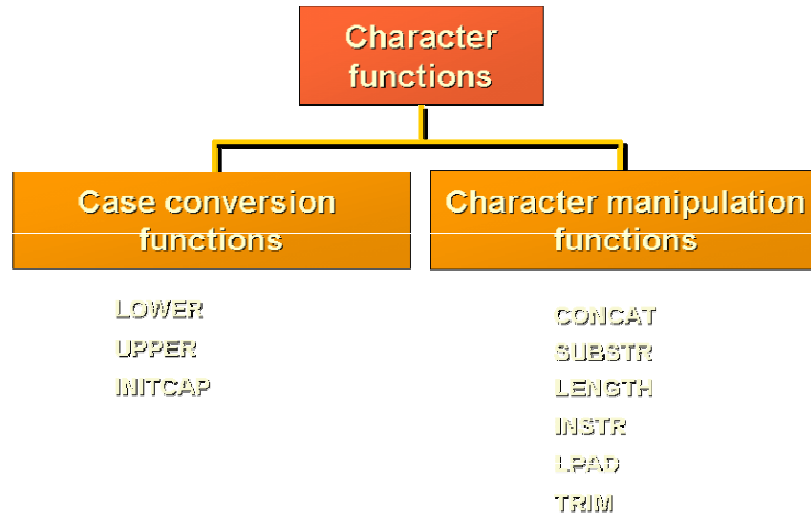 Character
functions
Case conversion
functions
Character manipulation
functions
LOWER
UPPER
INITCAP
CONCAT
SUBSTR
LENGTH
INSTR
LPAD
TRIM